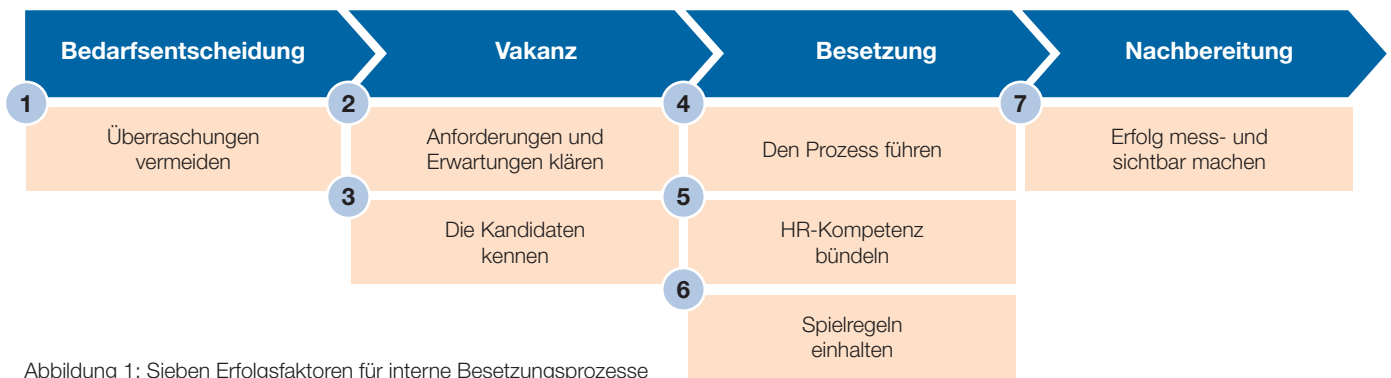 Bedarfsentscheidung
Vakanz
Besetzung
Nachbereitung
1
Überraschungen
vermeiden
2
Anforderungen und
Erwartungen klären
3
Die Kandidaten
kennen
4
Den Prozess führen
5
HR-Kompetenz
bündeln
6
Spielregeln
einhalten
7
Erfolg mess- und
sichtbar machen
Abbildung 1: Sieben Erfolgsfaktoren für interne Besetzungsprozesse